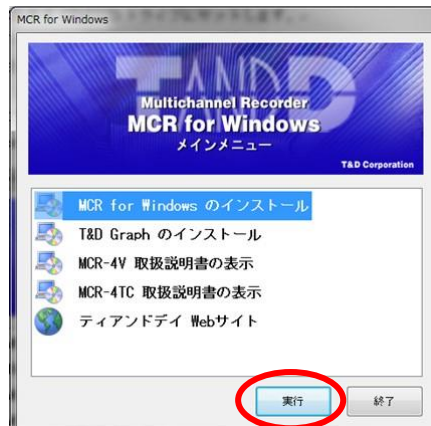 MCR for Windows
TANDD
Multichannel Recorder
MCR for Windows
メインメニュー
T&D Corporation
MCR for Windows のインストール
T&D Graph のインストール
MCR-4V 取扱説明書の表示
MCR-4TC 取扱説明書の表示
ティアンドデイ Webサイト
実行
終了